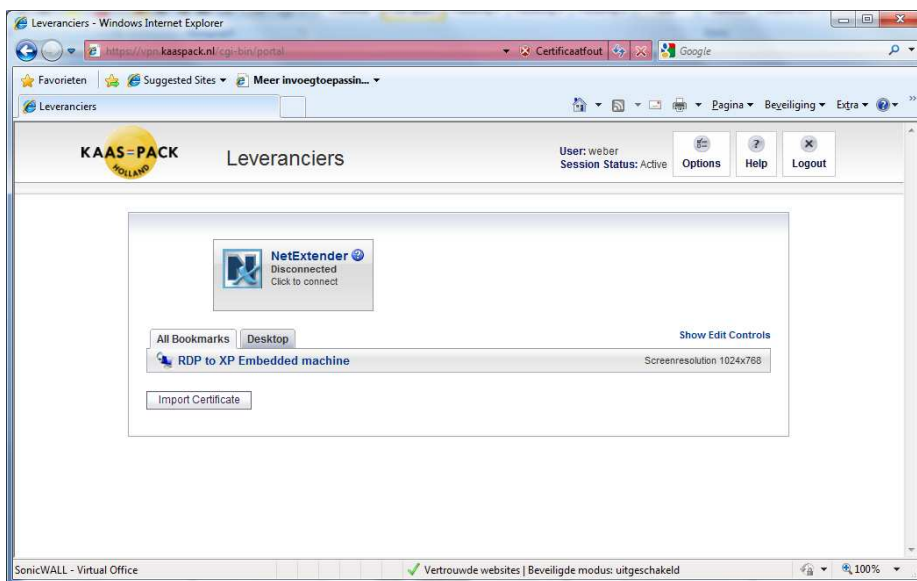 Leveranciers - Windows Internet Explorer
https://vpn.kaaspack.nl/cgi-bin/portal
Certificaatfout
Google
Favorieten
Suggested Sites
Meer invoegtoepassin...
Leveranciers
Pagina
Beveiliging
Extra
KAAS=PACK
HOLLAND
Leveranciers
User: weber
Session Status: Active
Options
Help
Logout
NetExtender
Disconnected
Click to connect
All Bookmarks
Desktop
Show Edit Controls
RDP to XP Embedded machine
Screenresolution 1024x768
Import Certificate
SonicWALL - Virtual Office
Vertrouwde websites | Beveiligde modus: uitgeschakeld
100%